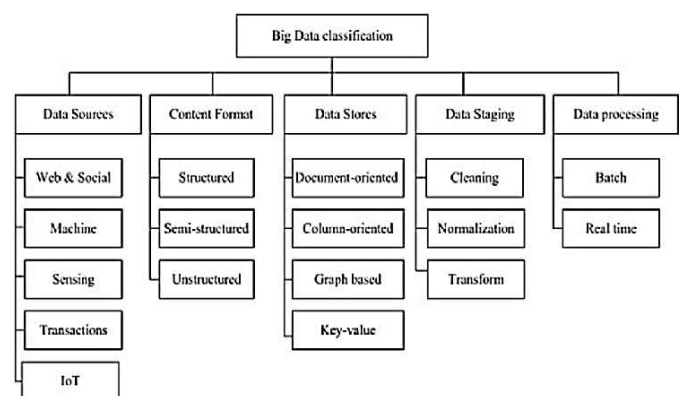 Big Data classification
Data Sources
Content Format
Data Stores
Data Staging
Data processing
Web & Social
Structured
Document-oriented
Cleaning
Batch
Machine
Semi-structured
Column-oriented
Normalization
Real time
Sensing
Unstructured
Graph based
Transform
Transactions
Key-value
IoT